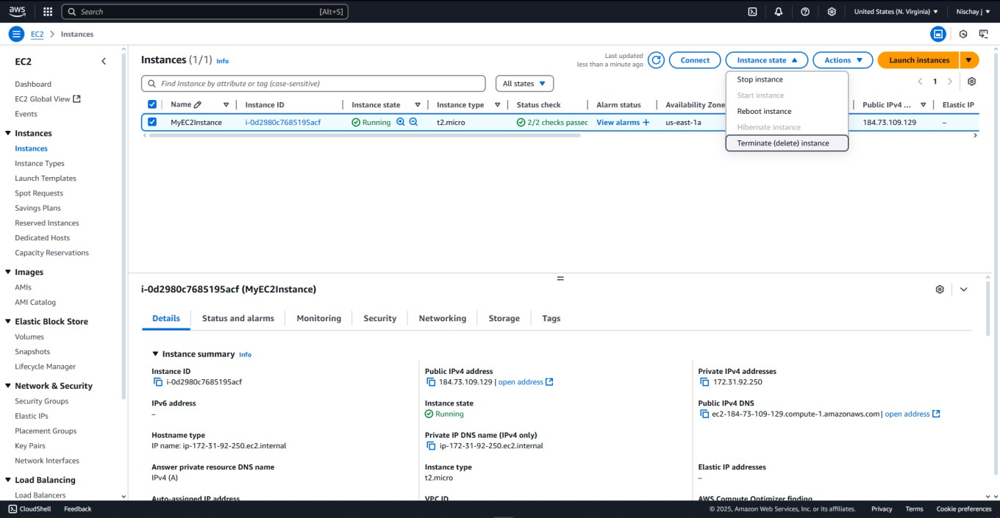 aws Search [Alt+S] United States (N. Virginia) Nischay j
EC2 Instances
EC2
Dashboard
EC2 Global View
Events
Instances
Instances
Instance Types
Launch Templates
Spot Requests
Savings Plans
Reserved Instances
Dedicated Hosts
Capacity Reservations
Images
AMIs
AMI Catalog
Elastic Block Store
Volumes
Snapshots
Lifecycle Manager
Network & Security
Security Groups
Elastic IPs
Placement Groups
Key Pairs
Network Interfaces
Load Balancing
Load Balancers
Instances (1/1) Info
Last updated
less than a minute ago
Connect Instance state Actions Launch instances
Find Instance by attribute or tag (case-sensitive) All states
1
Stop instance
Start instance
Reboot instance
Hibernate instance
Terminate (delete) instance
Name Instance ID Instance state Instance type Status check Alarm status Availability Zone Public IPv4 ... Elastic IP
MyEC2Instance i-0d2980c7685195acf Running t2.micro 2/2 checks passec View alarms + us-east-1a 184.73.109.129 –
i-0d2980c7685195acf (MyEC2Instance)
Details Status and alarms Monitoring Security Networking Storage Tags
Instance summary Info
Instance ID
i-0d2980c7685195acf
Public IPv4 address
184.73.109.129 | open address
Private IPv4 addresses
172.31.92.250
IPv6 address
–
Instance state
Running
Public IPv4 DNS
ec2-184-73-109-129.compute-1.amazonaws.com | open address
Hostname type
IP name: ip-172-31-92-250.ec2.internal
Private IP DNS name (IPv4 only)
ip-172-31-92-250.ec2.internal
Answer private resource DNS name
IPv4 (A)
Instance type
t2.micro
Elastic IP addresses
–
Auto-assigned IP address
VPC ID
AWS Compute Optimizer finding
CloudShell Feedback © 2025, Amazon Web Services, Inc. or its affiliates. Privacy Terms Cookie preferences